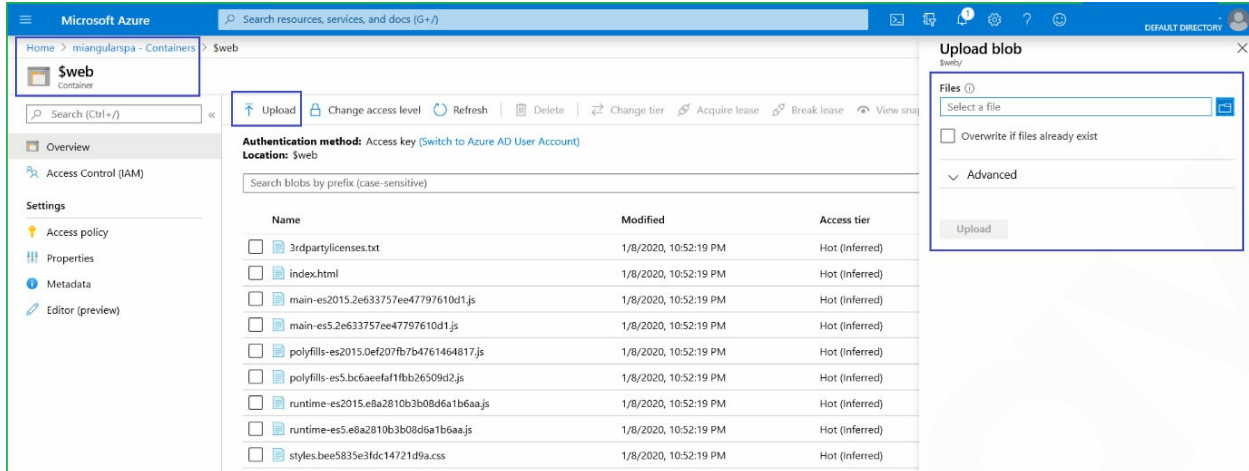 Microsoft Azure
Search resources, services, and docs (G+/)
1
DEFAULT DIRECTORY
Home > miangularspa - Containers > $web
$web
Container
Search (Ctrl+/)
«
Overview
Access Control (IAM)
Settings
Access policy
Properties
Metadata
Editor (preview)
Upload
Change access level
Refresh
Delete
Change tier
Acquire lease
Break lease
View snap
Authentication method: Access key (Switch to Azure AD User Account)
Location: $web
Search blobs by prefix (case-sensitive)
Name Modified Access tier
3rdpartylicenses.txt 1/8/2020, 10:52:19 PM Hot (Inferred)
index.html 1/8/2020, 10:52:19 PM Hot (Inferred)
main-es2015.2e633757ee47797610d1.js 1/8/2020, 10:52:19 PM Hot (Inferred)
main-es5.2e633757ee47797610d1.js 1/8/2020, 10:52:19 PM Hot (Inferred)
polyfills-es2015.0ef207fb7b4761464817.js 1/8/2020, 10:52:19 PM Hot (Inferred)
polyfills-es5.bc6aeefaf1fbb26509d2.js 1/8/2020, 10:52:19 PM Hot (Inferred)
runtime-es2015.e8a2810b3b08d6a1b6aa.js 1/8/2020, 10:52:19 PM Hot (Inferred)
runtime-es5.e8a2810b3b08d6a1b6aa.js 1/8/2020, 10:52:19 PM Hot (Inferred)
styles.bee5835e3fdc14721d9a.css 1/8/2020, 10:52:19 PM Hot (Inferred)
Upload blob
$web/
Files
Select a file
Overwrite if files already exist
Advanced
Upload